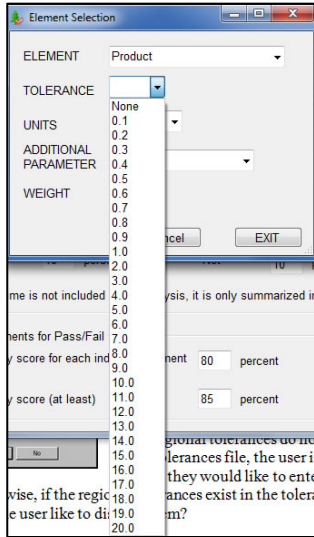 Element Selection
ELEMENT
Product
TOLERANCE
UNITS
ADDITIONAL
PARAMETER
WEIGHT
None
0.1
0.2
0.3
0.4
0.5
0.6
0.7
0.8
0.9
1.0
2.0
3.0
4.0
5.0
6.0
7.0
8.0
9.0
10.0
11.0
12.0
13.0
14.0
15.0
16.0
17.0
18.0
19.0
20.0
ncel
EXIT
10
me is not included
ysis, it is only summarized in
ments for Pass/Fail
y score for each ind
ment 80 percent
y score (at least)
85 percent
No
egional tolerances do no
lerances file, the user i
they would like to ente
wise, if the regio
ances exist in the tolera
e user like to di
m?